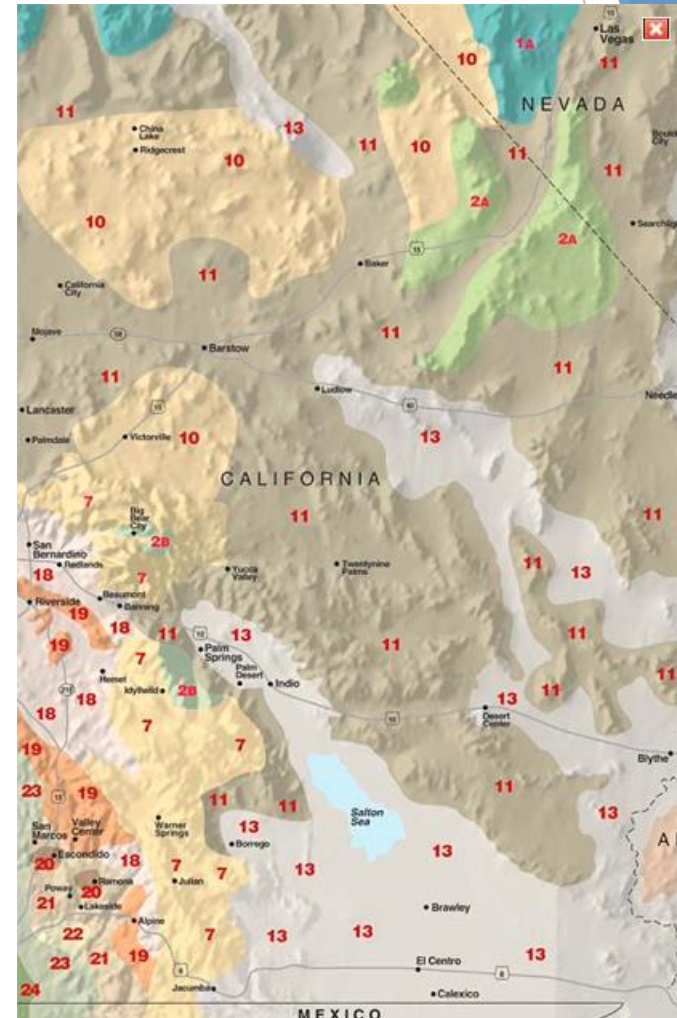 15
Las
Vegas
1A
10
11
NEVADA
11
China
Lake
Ridgecrest
13
11
10
11
Boulder
City
10
11
2A
Searchlight
10
2A
15
Baker
11
California
City
11
Mojave
58
Barstow
11
11
Ludlow
40
Needle
Lancaster
15
Victorville
10
13
Palmdale
CALIFORNIA
7
Big
Bear
City
11
11
2B
San
Bernardino
Redlands
18
7
Yucca
Valley
Twentynine
Palms
11
13
Riverside
Beaumont
19
Banning
18
11
10
13
11
19
7
Palm
Springs
11
Hemet
Palm
Desert
Indio
11
Idyllwild
2B
13
11
18
18
7
10
Desert
Center
7
19
Blythe
23
19
15
11
11
11
Salton
Sea
13
San
Marcos
Valley
Center
Warner
Springs
13
Borrego
13
Escondido
20
18
7
7
13
Ramona
Julian
Poway
20
21
Lakeside
Brawley
Alpine
22
7
13
13
23
21
19
13
8
El Centro
8
24
Jacumba
Calexico
MEXICO